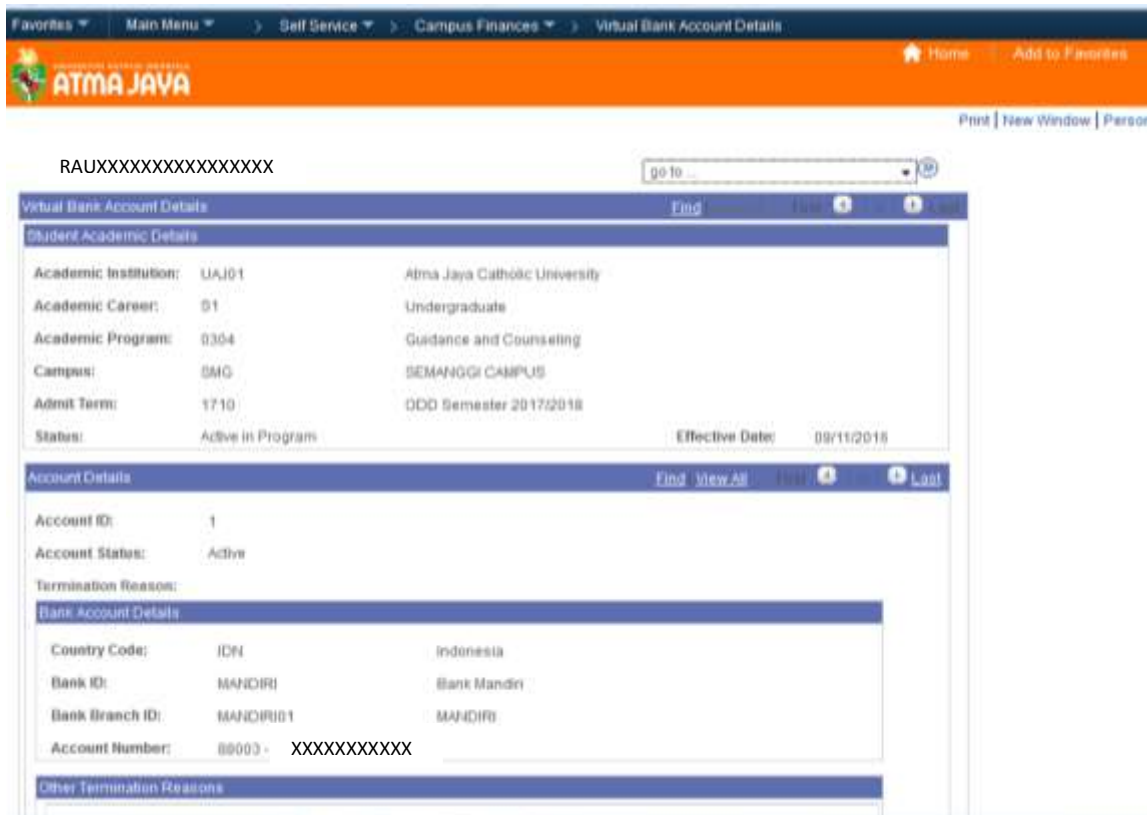 Favorites Main Menu > Self Service > Campus Finances > Virtual Bank Account Details
Home Add to Favorites
ATMA JAYA
Print | New Window |
RAUXXXXXXXXXXXXXXXX
go to ...
Virtual Bank Account Details Find Last
Student Academic Details
Academic Institution: UAJ01 Atma Jaya Catholic University
Academic Career: S1 Undergraduate
Academic Program: 0304 Guidance and Counseling
Campus: SMG SEMANGGI CAMPUS
Admit Term: 1710 ODD Semester 2017/2018
Status: Active in Program Effective Date:
Account Details Find View All First Last
Account ID: 1
Account Status: Active
Termination Reason:
Bank Account Details
Country Code: IDN Indonesia
Bank ID: MANDIRI Bank Mandiri
Bank Branch ID: MANDIRI01 MANDIRI
Account Number: XXXXXXXXXXX
Other Termination Reasons